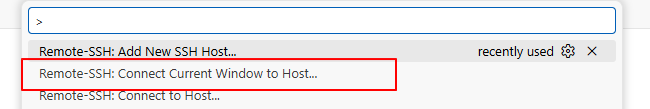 >
Remote-SSH: Add New SSH Host... recently used
Remote-SSH: Connect Current Window to Host...
Remote-SSH: Connect to Host...